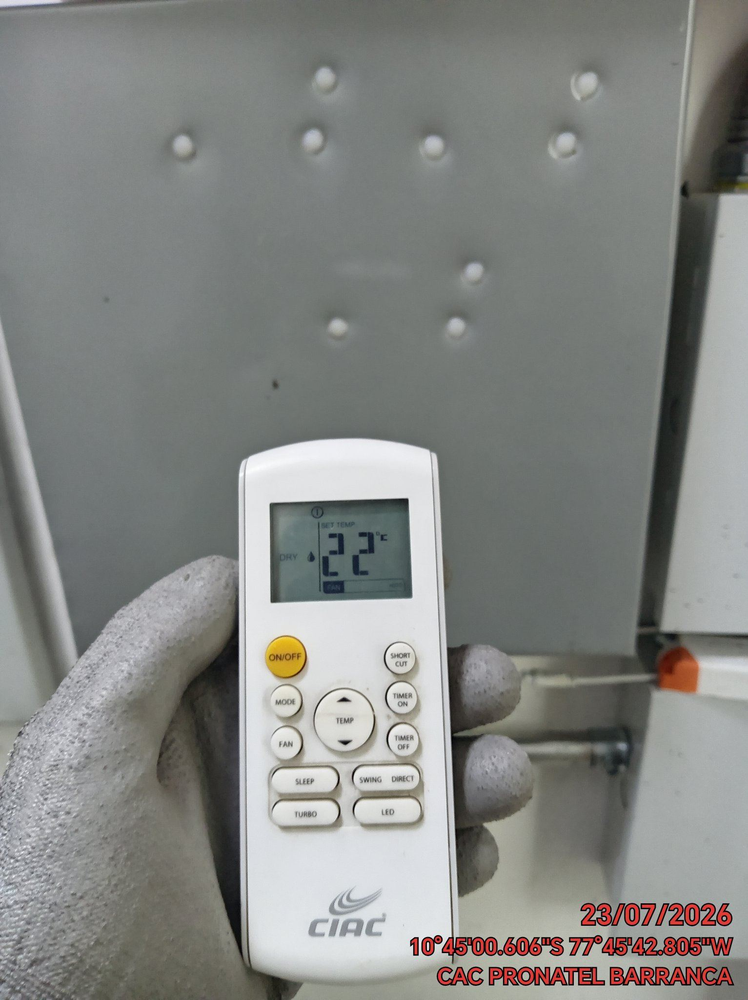 SET TEMP.
DRY
22°C
FAN
AUTO
ON/OFF
SHORT CUT
MODE
TEMP
TIMER ON
FAN
TIMER OFF
SLEEP
SWING DIRECT
TURBO
LED
CIAC
23/07/2026
10°45'00.606"S 77°45'42.805"W
CAC PRONATEL BARRANCA